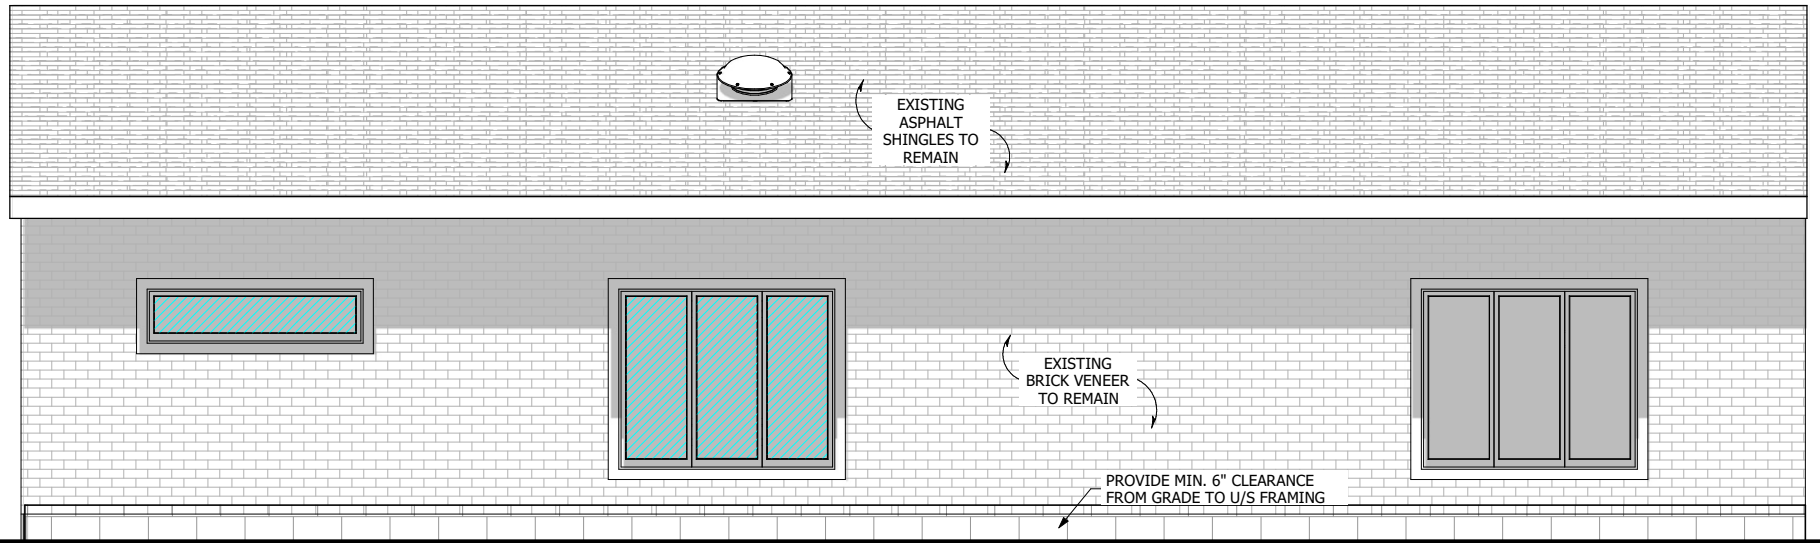 EXISTING
ASPHALT
SHINGLES TO
REMAIN
EXISTING
BRICK VENEER
TO REMAIN
PROVIDE MIN. 6" CLEARANCE
FROM GRADE TO U/S FRAMING